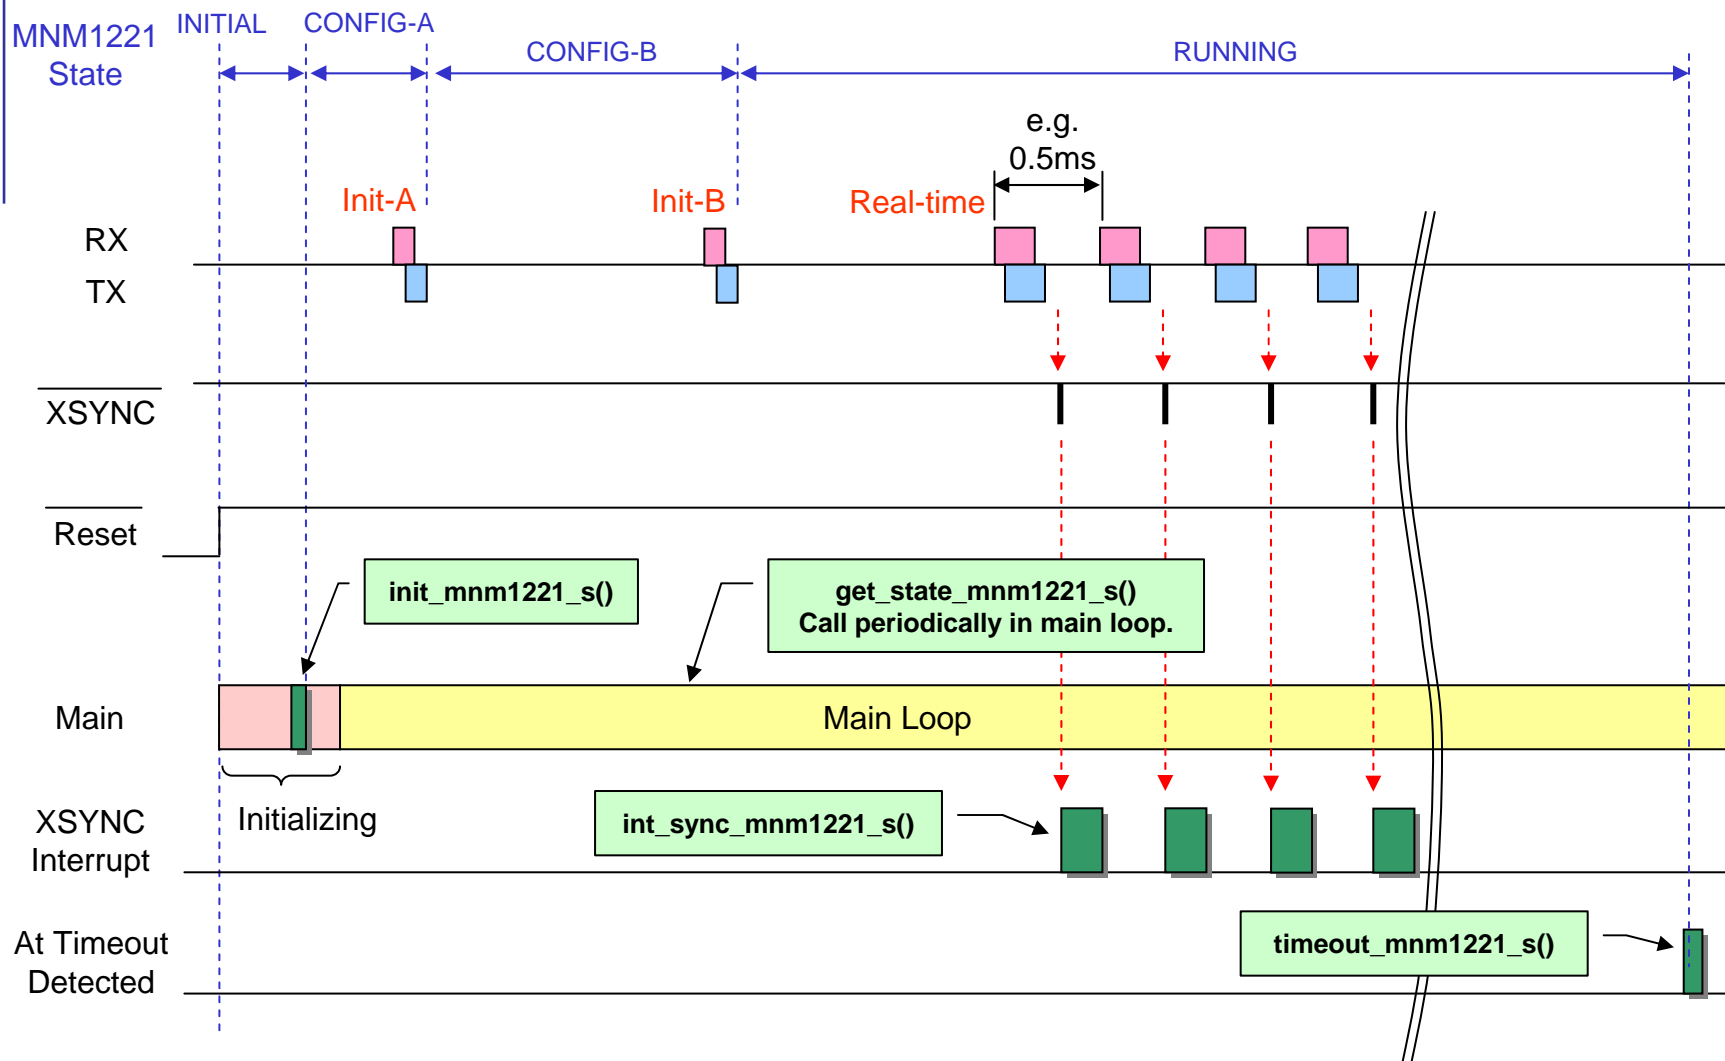 MNM1221
State
INITIAL
CONFIG-A
CONFIG-B
RUNNING
e.g.
0.5ms
Init-A
Init-B
Real-time
RX
TX
XSYNC
Reset
init_mnm1221_s()
get_state_mnm1221_s()
Call periodically in main loop.
Main
Main Loop
Initializing
XSYNC
Interrupt
int_sync_mnm1221_s()
At Timeout
Detected
timeout_mnm1221_s()